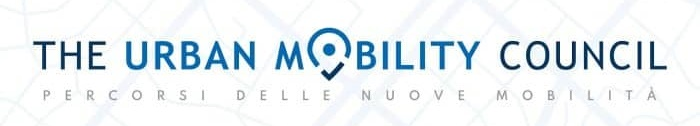 THE URBAN MOBILITY COUNCIL
PERCORSI DELLE NUOVE MOBILITÀ